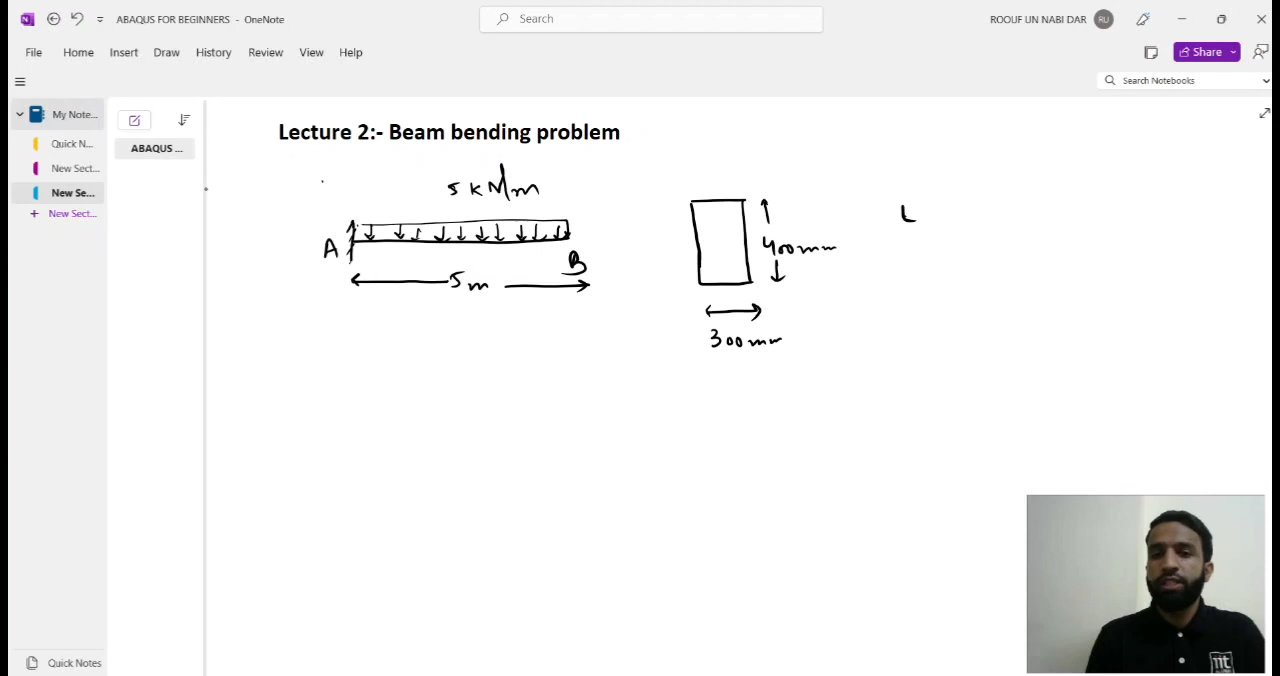 ABAQUS FOR BEGINNERS - OneNote
Search
ROOUF UN NABI DAR
RU
File Home Insert Draw History Review View Help
Share
Search Notebooks
My Note...
Quick N...
New Sect...
New Se...
New Sect...
ABAQUS ...
Lecture 2:- Beam bending problem
5 kN/m
A
B
5m
400mm
300mm
L
Quick Notes